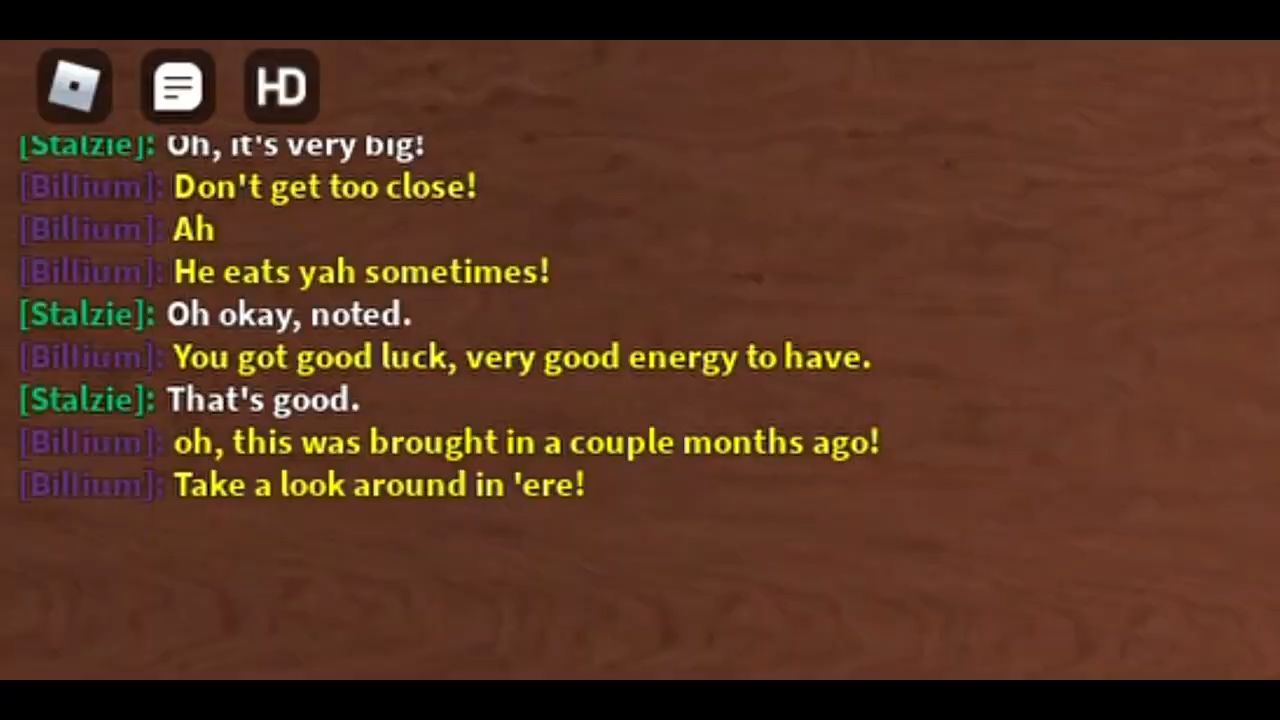 HD
[Stalzie]: Oh, it's very big!
[Billium]: Don't get too close!
[Billium]: Ah
[Billium]: He eats yah sometimes!
[Stalzie]: Oh okay, noted.
[Billium]: You got good luck, very good energy to have.
[Stalzie]: That's good.
[Billium]: oh, this was brought in a couple months ago!
[Billium]: Take a look around in 'ere!